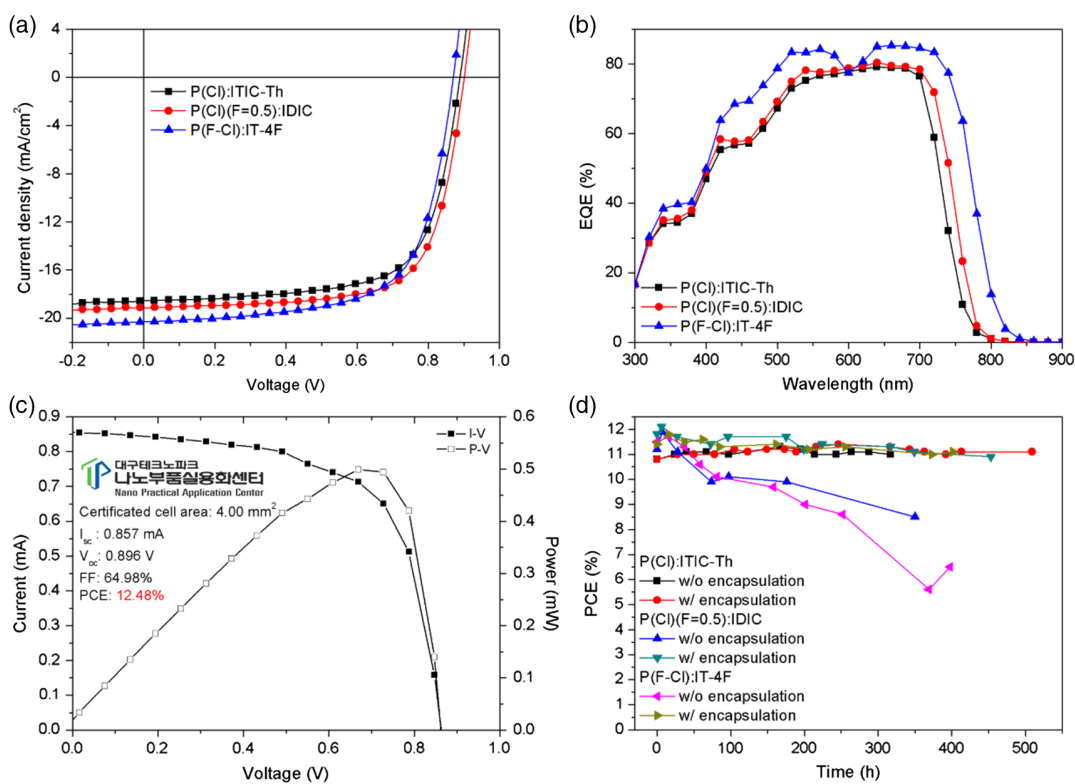 (a)
4
0
-4
-8
-12
-16
-20
Current density (mA/cm²)
P(Cl):ITIC-Th
P(Cl)(F=0.5):IDIC
P(F-Cl):IT-4F
-0.2 0.0 0.2 0.4 0.6 0.8 1.0
Voltage (V)
(b)
80
60
40
20
0
EQE (%)
P(Cl):ITIC-Th
P(Cl)(F=0.5):IDIC
P(F-Cl):IT-4F
300 400 500 600 700 800 900
Wavelength (nm)
(c)
0.9
0.8
0.7
0.6
0.5
0.4
0.3
0.2
0.1
0.0
Current (mA)
I-V
P-V
대구테크노파크
나노부품실용화센터
Nano Practical Application Center
Certificated cell area: 4.00 mm²
Isc: 0.857 mA
Voc: 0.896 V
FF: 64.98%
PCE: 12.48%
0.6
0.5
0.4
0.3
0.2
0.1
0.0
Power (mW)
0.0 0.2 0.4 0.6 0.8 1.0
Voltage (V)
(d)
12
11
10
9
8
7
6
5
4
3
2
1
0
PCE (%)
P(Cl):ITIC-Th
w/o encapsulation
w/ encapsulation
P(Cl)(F=0.5):IDIC
w/o encapsulation
w/ encapsulation
P(F-Cl):IT-4F
w/o encapsulation
w/ encapsulation
0 100 200 300 400 500
Time (h)